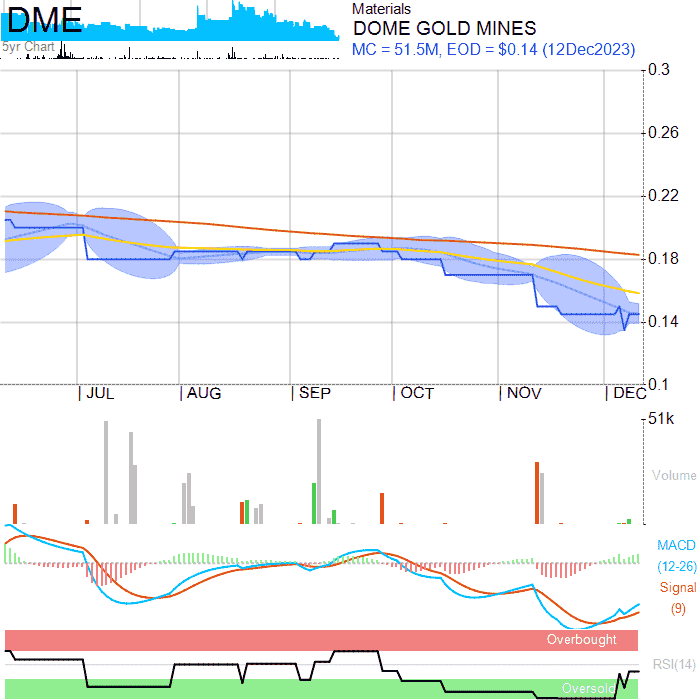 DME
5yr Chart
Materials
DOME GOLD MINES
MC = 51.5M, EOD = $0.14 (12Dec2023)
0.3
0.26
0.22
0.18
0.14
0.1
| JUL | AUG | SEP | OCT | NOV | DEC
51k
Volume
MACD
(12-26)
Signal
(9)
Overbought
RSI(14)
Oversold